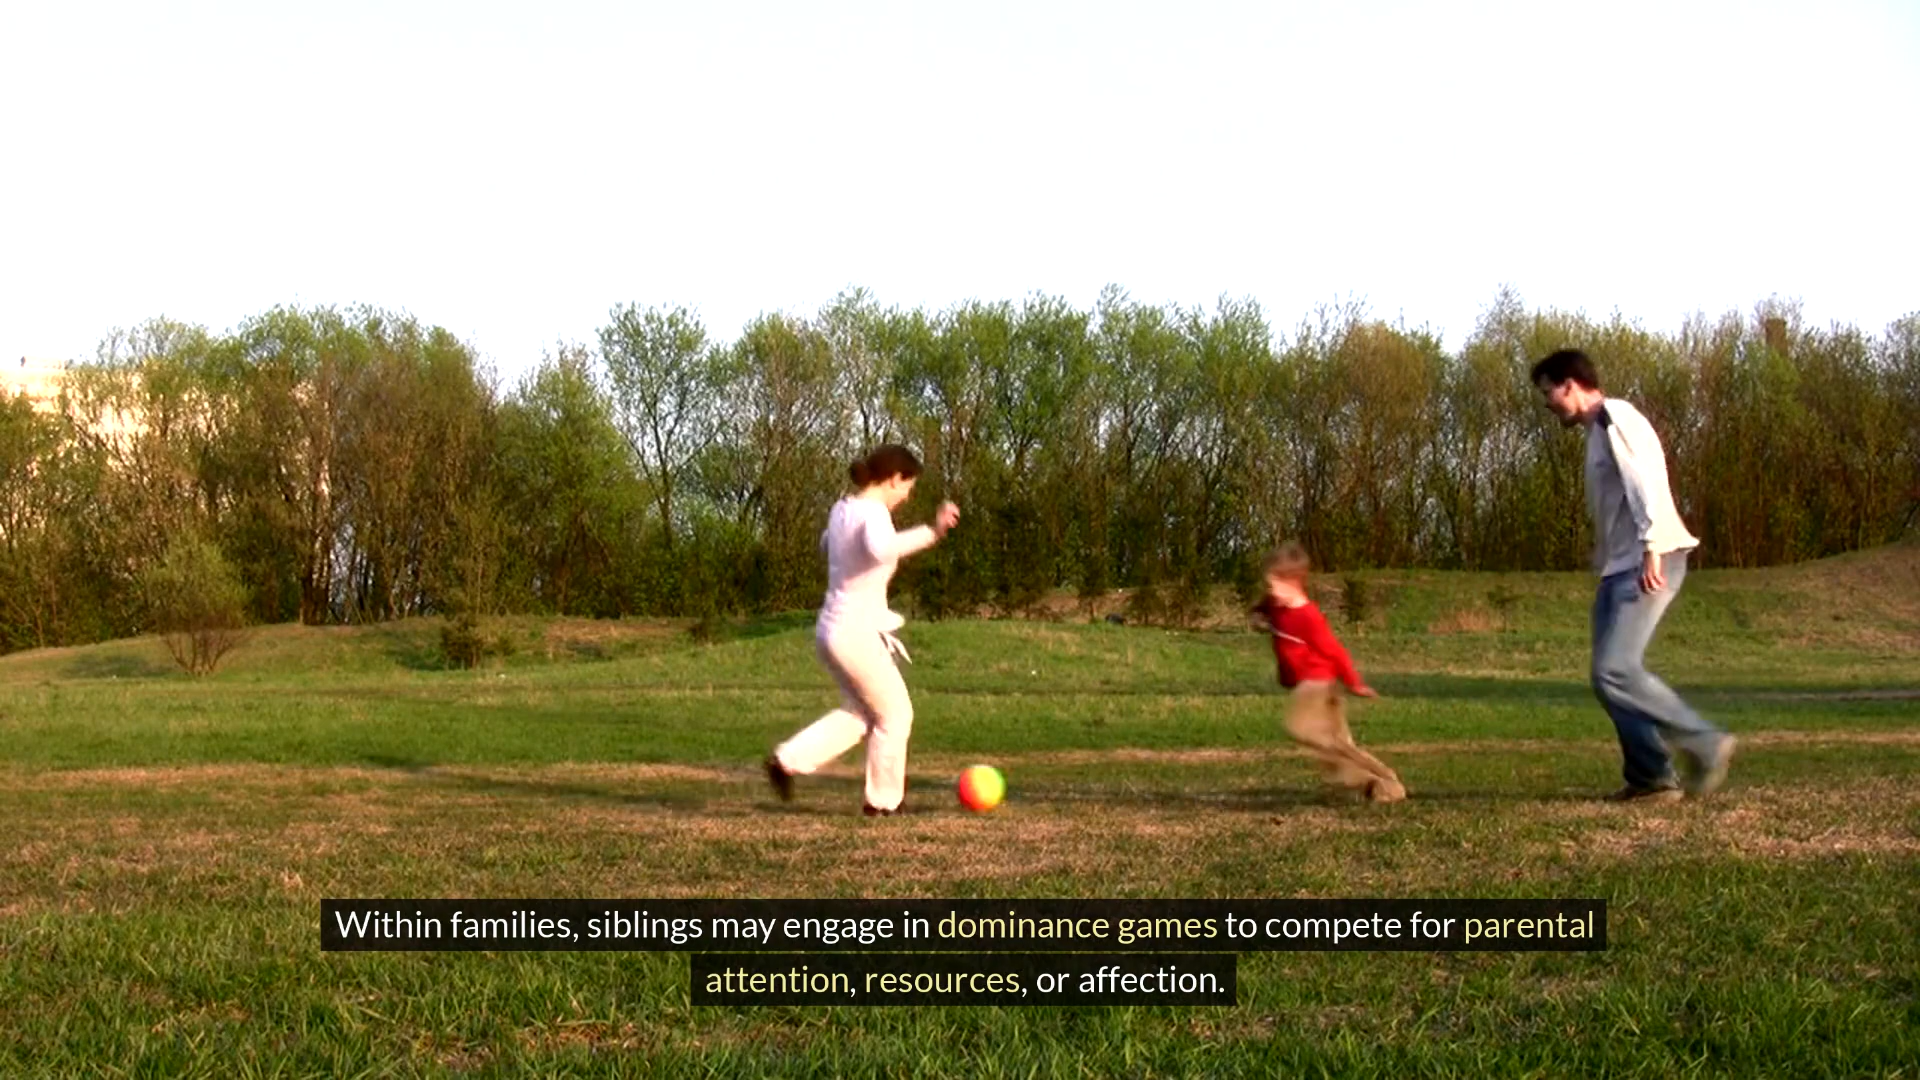 Within families, siblings may engage in dominance games to compete for parental
attention, resources, or affection.